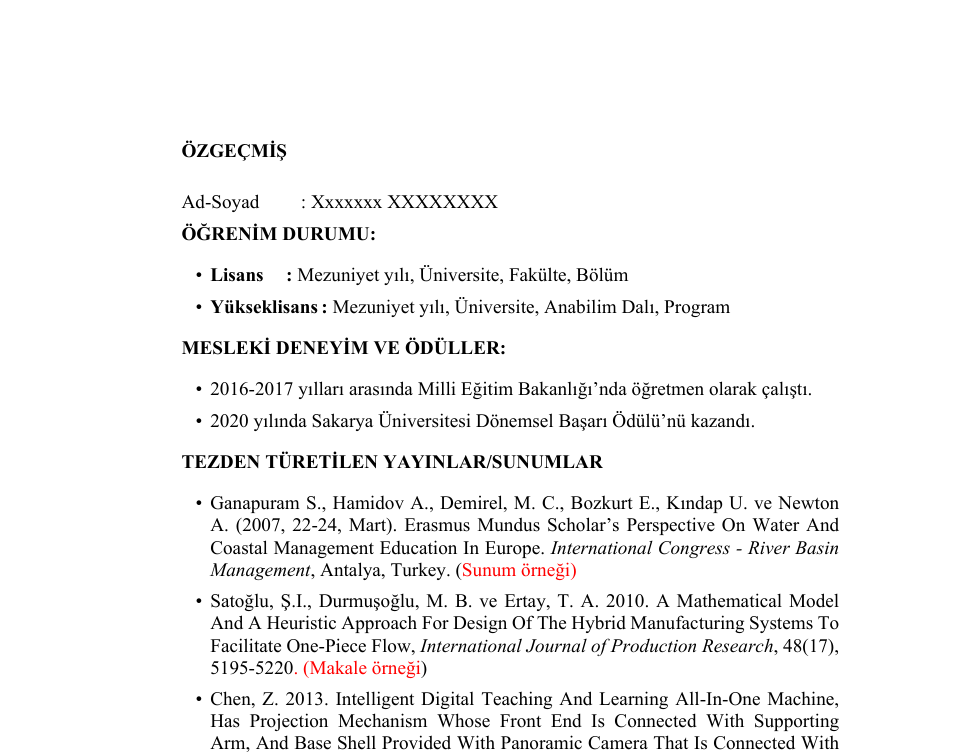 ÖZGEÇMİŞ
Ad-Soyad : Xxxxxxx XXXXXXXX
ÖĞRENİM DURUMU:
• Lisans : Mezuniyet yılı, Üniversite, Fakülte, Bölüm
• Yükseklisans : Mezuniyet yılı, Üniversite, Anabilim Dalı, Program
MESLEKİ DENEYİM VE ÖDÜLLER:
• 2016-2017 yılları arasında Milli Eğitim Bakanlığı’nda öğretmen olarak çalıştı.
• 2020 yılında Sakarya Üniversitesi Dönemsel Başarı Ödülü’nü kazandı.
TEZDEN TÜRETİLEN YAYINLAR/SUNUMLAR
• Ganapuram S., Hamidov A., Demirel, M. C., Bozkurt E., Kındap U. ve Newton
A. (2007, 22-24, Mart). Erasmus Mundus Scholar’s Perspective On Water And
Coastal Management Education In Europe. International Congress - River Basin
Management, Antalya, Turkey. (Sunum örneği)
• Satoğlu, Ş.I., Durmuşoğlu, M. B. ve Ertay, T. A. 2010. A Mathematical Model
And A Heuristic Approach For Design Of The Hybrid Manufacturing Systems To
Facilitate One-Piece Flow, International Journal of Production Research, 48(17),
5195-5220. (Makale örneği)
• Chen, Z. 2013. Intelligent Digital Teaching And Learning All-In-One Machine,
Has Projection Mechanism Whose Front End Is Connected With Supporting
Arm, And Base Shell Provided With Panoramic Camera That Is Connected With